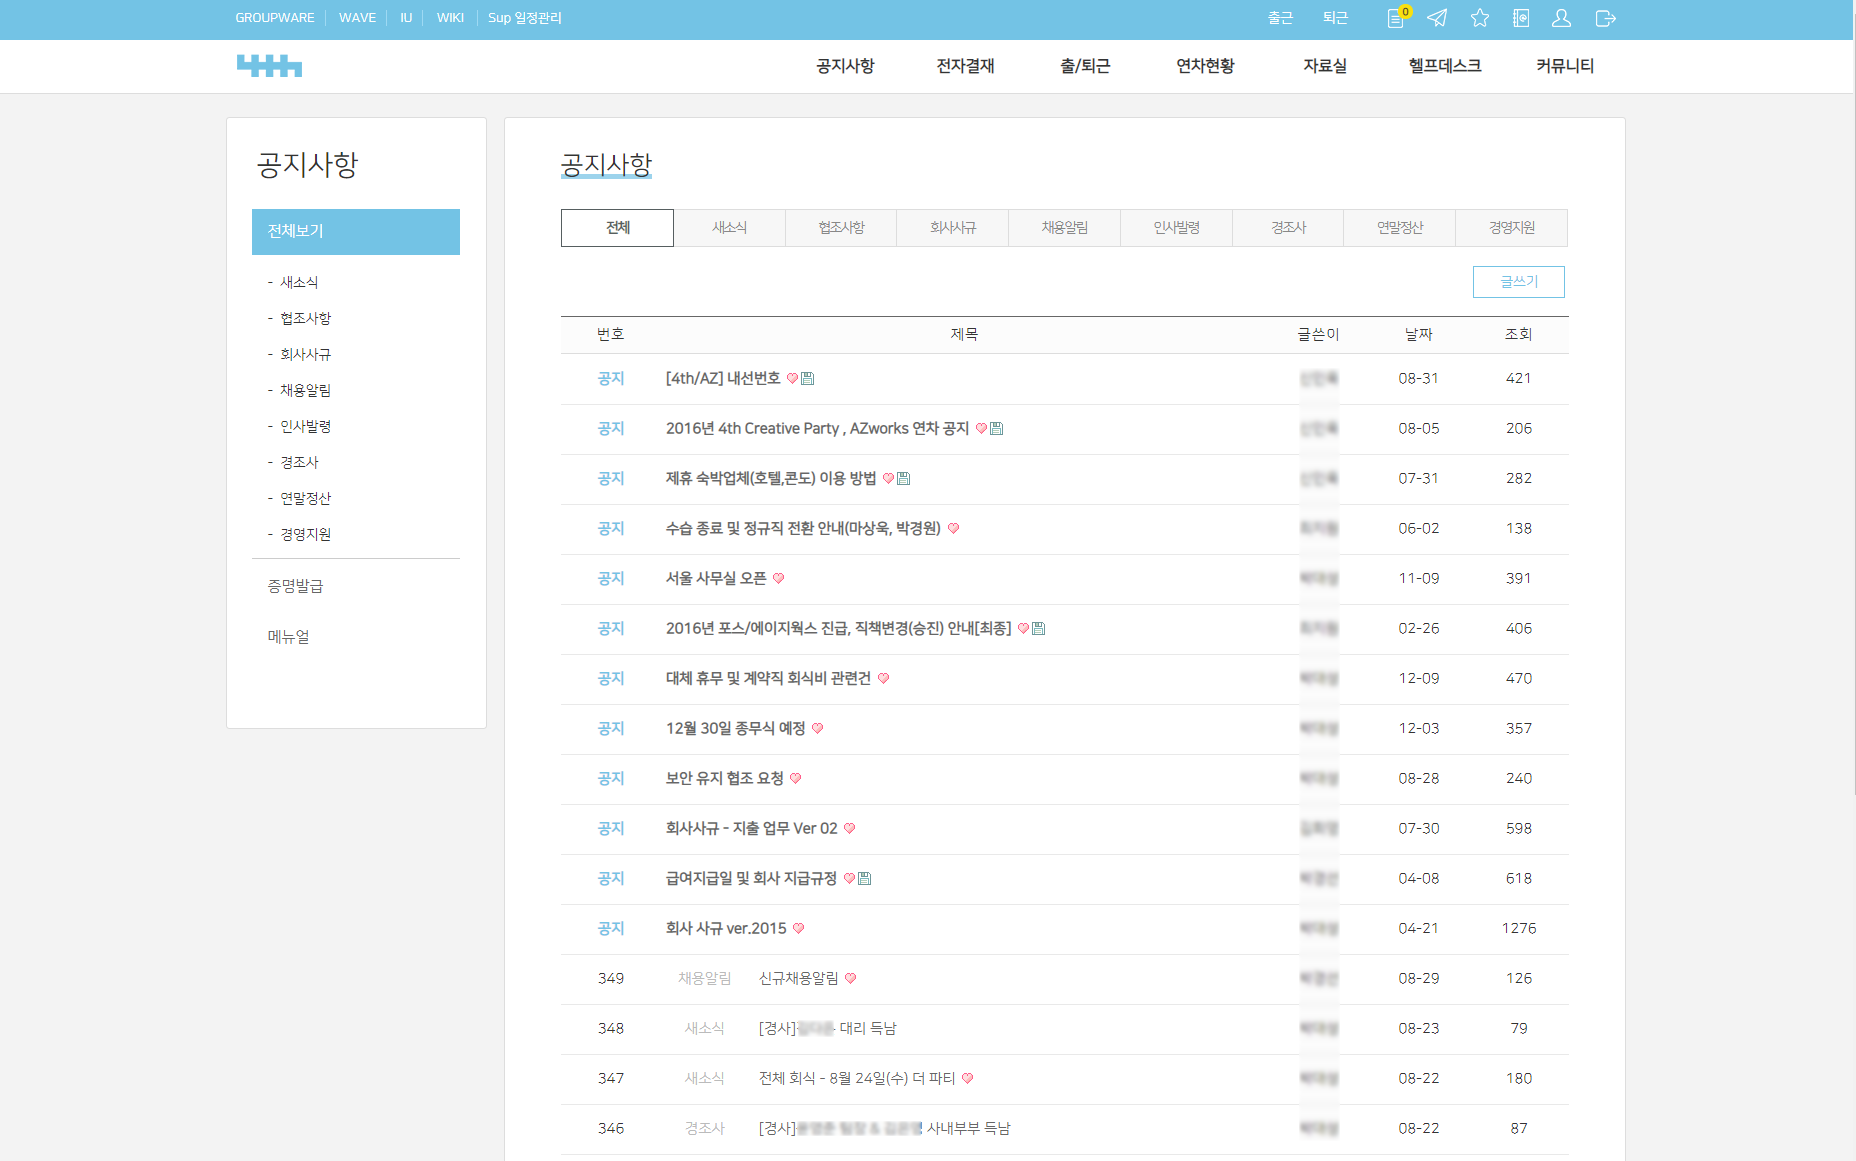 GROUPWARE WAVE IU WIKI Sup 일정관리 출근 퇴근 0
4th 공지사항 전자결재 출/퇴근 연차현황 자료실 헬프데스크 커뮤니티
공지사항
전체보기
- 새소식
- 협조사항
- 회사사규
- 채용알림
- 인사발령
- 경조사
- 연말정산
- 경영지원
증명발급
메뉴얼
공지사항
전체 새소식 협조사항 회사사규 채용알림 인사발령 경조사 연말정산 경영지원
글쓰기
번호 제목 글쓴이 날짜 조회
공지 [4th/AZ] 내선번호 08-31 421
공지 2016년 4th Creative Party , AZworks 연차 공지 08-05 206
공지 제휴 숙박업체(호텔,콘도) 이용 방법 07-31 282
공지 수습 종료 및 정규직 전환 안내(마상욱, 박경원) 06-02 138
공지 서울 사무실 오픈 11-09 391
공지 2016년 포스/에이지웍스 진급, 직책변경(승진) 안내[최종] 02-26 406
공지 대체 휴무 및 계약직 회식비 관련건 12-09 470
공지 12월 30일 종무식 예정 12-03 357
공지 보안 유지 협조 요청 08-28 240
공지 회사사규 - 지출 업무 Ver 02 07-30 598
공지 급여지급일 및 회사 지급규정 04-08 618
공지 회사 사규 ver.2015 04-21 1276
349 채용알림 신규채용알림 08-29 126
348 새소식 [경사] 대리 득남 08-23 79
347 새소식 전체 회식 - 8월 24일(수) 더 파티 08-22 180
346 경조사 [경사] 사내부부 득남 08-22 87